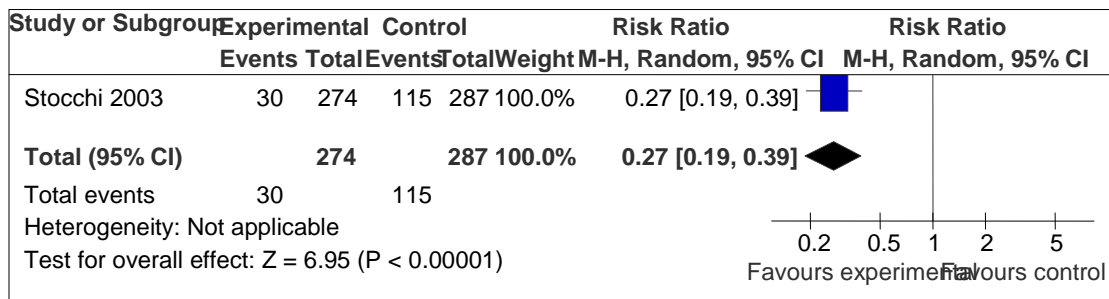 Study or Subgroup Experimental Control Risk Ratio Risk Ratio
Events Total Events Total Weight M-H, Random, 95% CI M-H, Random, 95% CI
Stocchi 2003 30 274 115 287 100.0% 0.27 [0.19, 0.39]
Total (95% CI) 274 287 100.0% 0.27 [0.19, 0.39]
Total events 30 115
Heterogeneity: Not applicable
Test for overall effect: Z = 6.95 (P < 0.00001)
0.2 0.5 1 2 5
Favours experimental Favours control